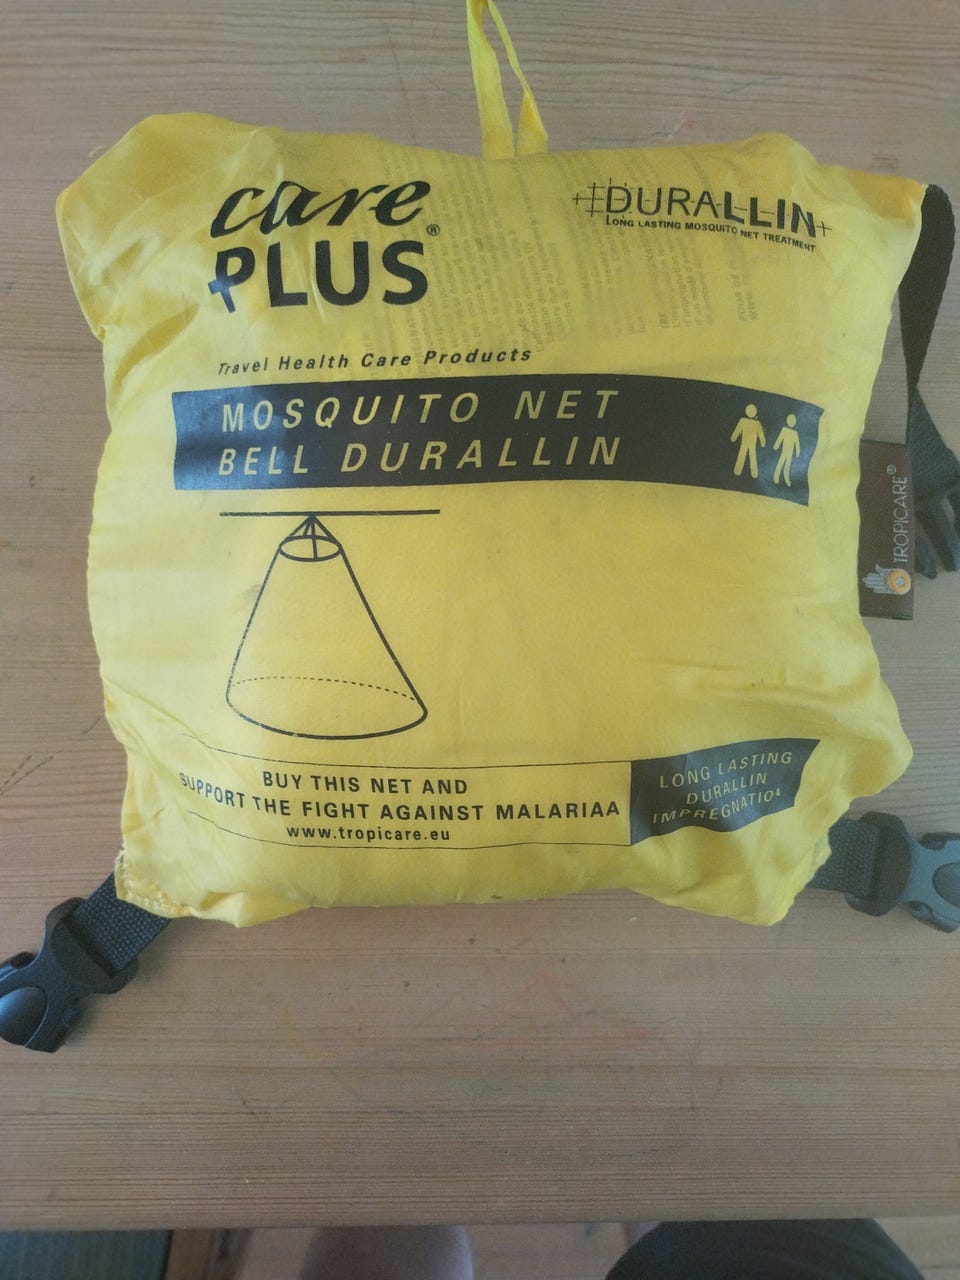 care
PLUS®
DURALLIN
LONG LASTING MOSQUITO NET TREATMENT
Travel Health Care Products
MOSQUITO NET
BELL DURALLIN
TROPICARE®
BUY THIS NET AND
SUPPORT THE FIGHT AGAINST MALARIAA
www.tropicare.eu
LONG LASTING
DURALLIN
IMPREGNATIO